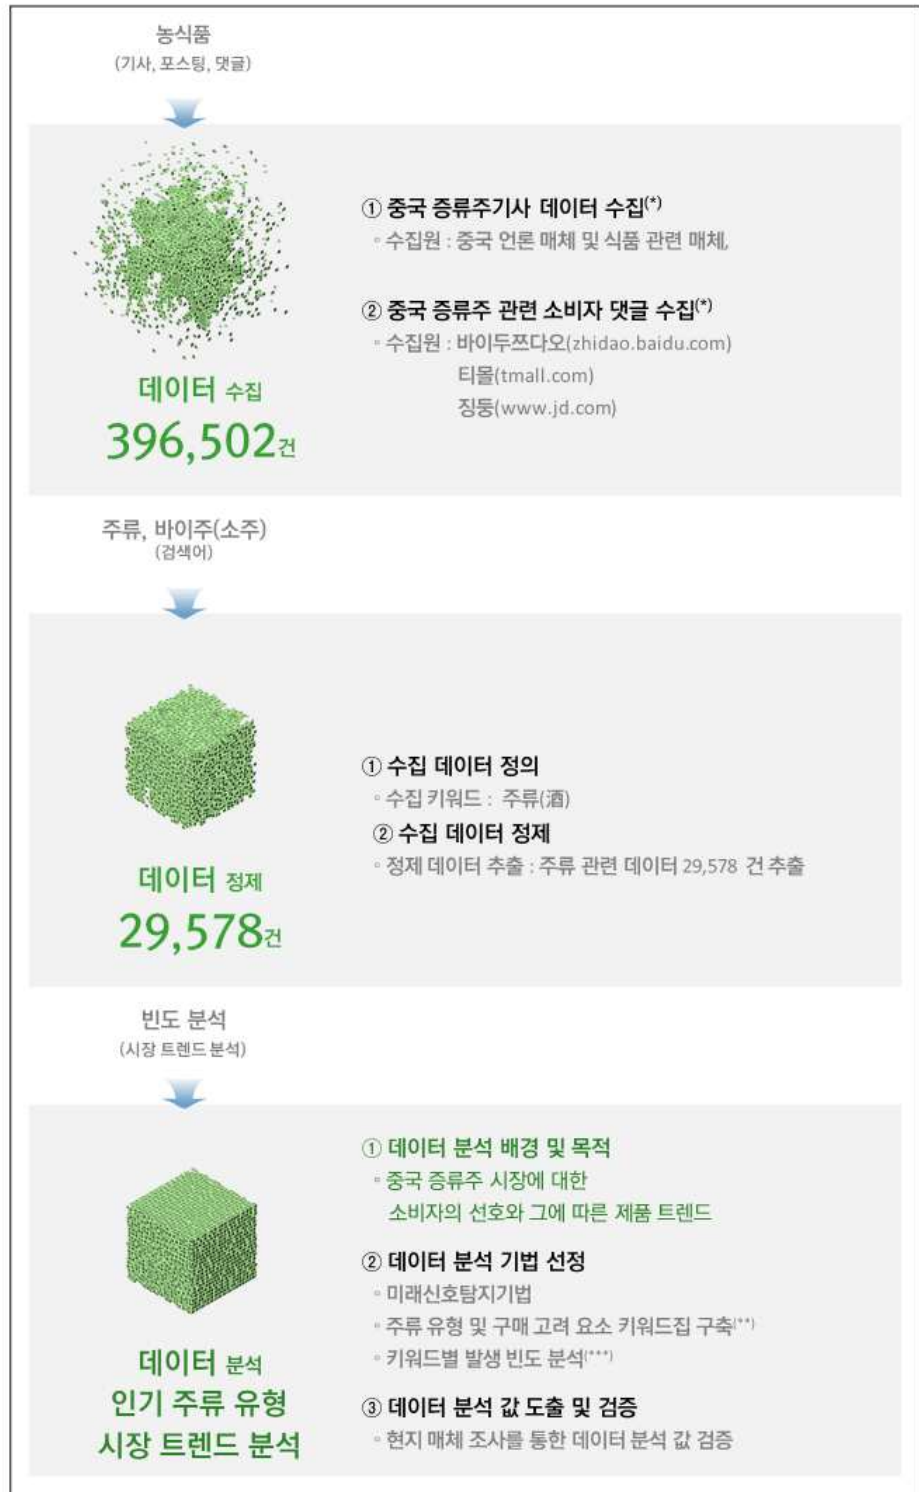 농식품
(기사, 포스팅, 댓글)
① 중국 증류주기사 데이터 수집(*)
◦ 수집원 : 중국 언론 매체 및 식품 관련 매체,
② 중국 증류주 관련 소비자 댓글 수집(*)
◦ 수집원 : 바이두쯔다오(zhidao.baidu.com)
티몰(tmall.com)
징둥(www.jd.com)
데이터 수집
396,502건
주류, 바이주(소주)
(검색어)
① 수집 데이터 정의
◦ 수집 키워드 : 주류(酒)
② 수집 데이터 정제
◦ 정제 데이터 추출 : 주류 관련 데이터 29,578 건 추출
데이터 정제
29,578건
빈도 분석
(시장 트렌드 분석)
① 데이터 분석 배경 및 목적
◦ 중국 증류주 시장에 대한
소비자의 선호와 그에 따른 제품 트렌드
② 데이터 분석 기법 선정
◦ 미래신호탐지기법
◦ 주류 유형 및 구매 고려 요소 키워드집 구축(**)
◦ 키워드별 발생 빈도 분석(***)
③ 데이터 분석 값 도출 및 검증
◦ 현지 매체 조사를 통한 데이터 분석 값 검증
데이터 분석
인기 주류 유형
시장 트렌드 분석